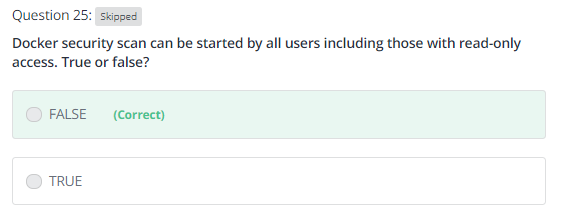 Question 25: Skipped
Docker security scan can be started by all users including those with read-only
access. True or false?
FALSE (Correct)
TRUE